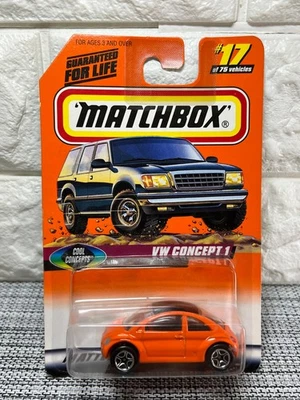 FOR AGES 3 AND OVER
GUARANTEED
FOR LIFE
#17
of 75 vehicles
MATCHBOX®
COOL
CONCEPTS
VW CONCEPT 1